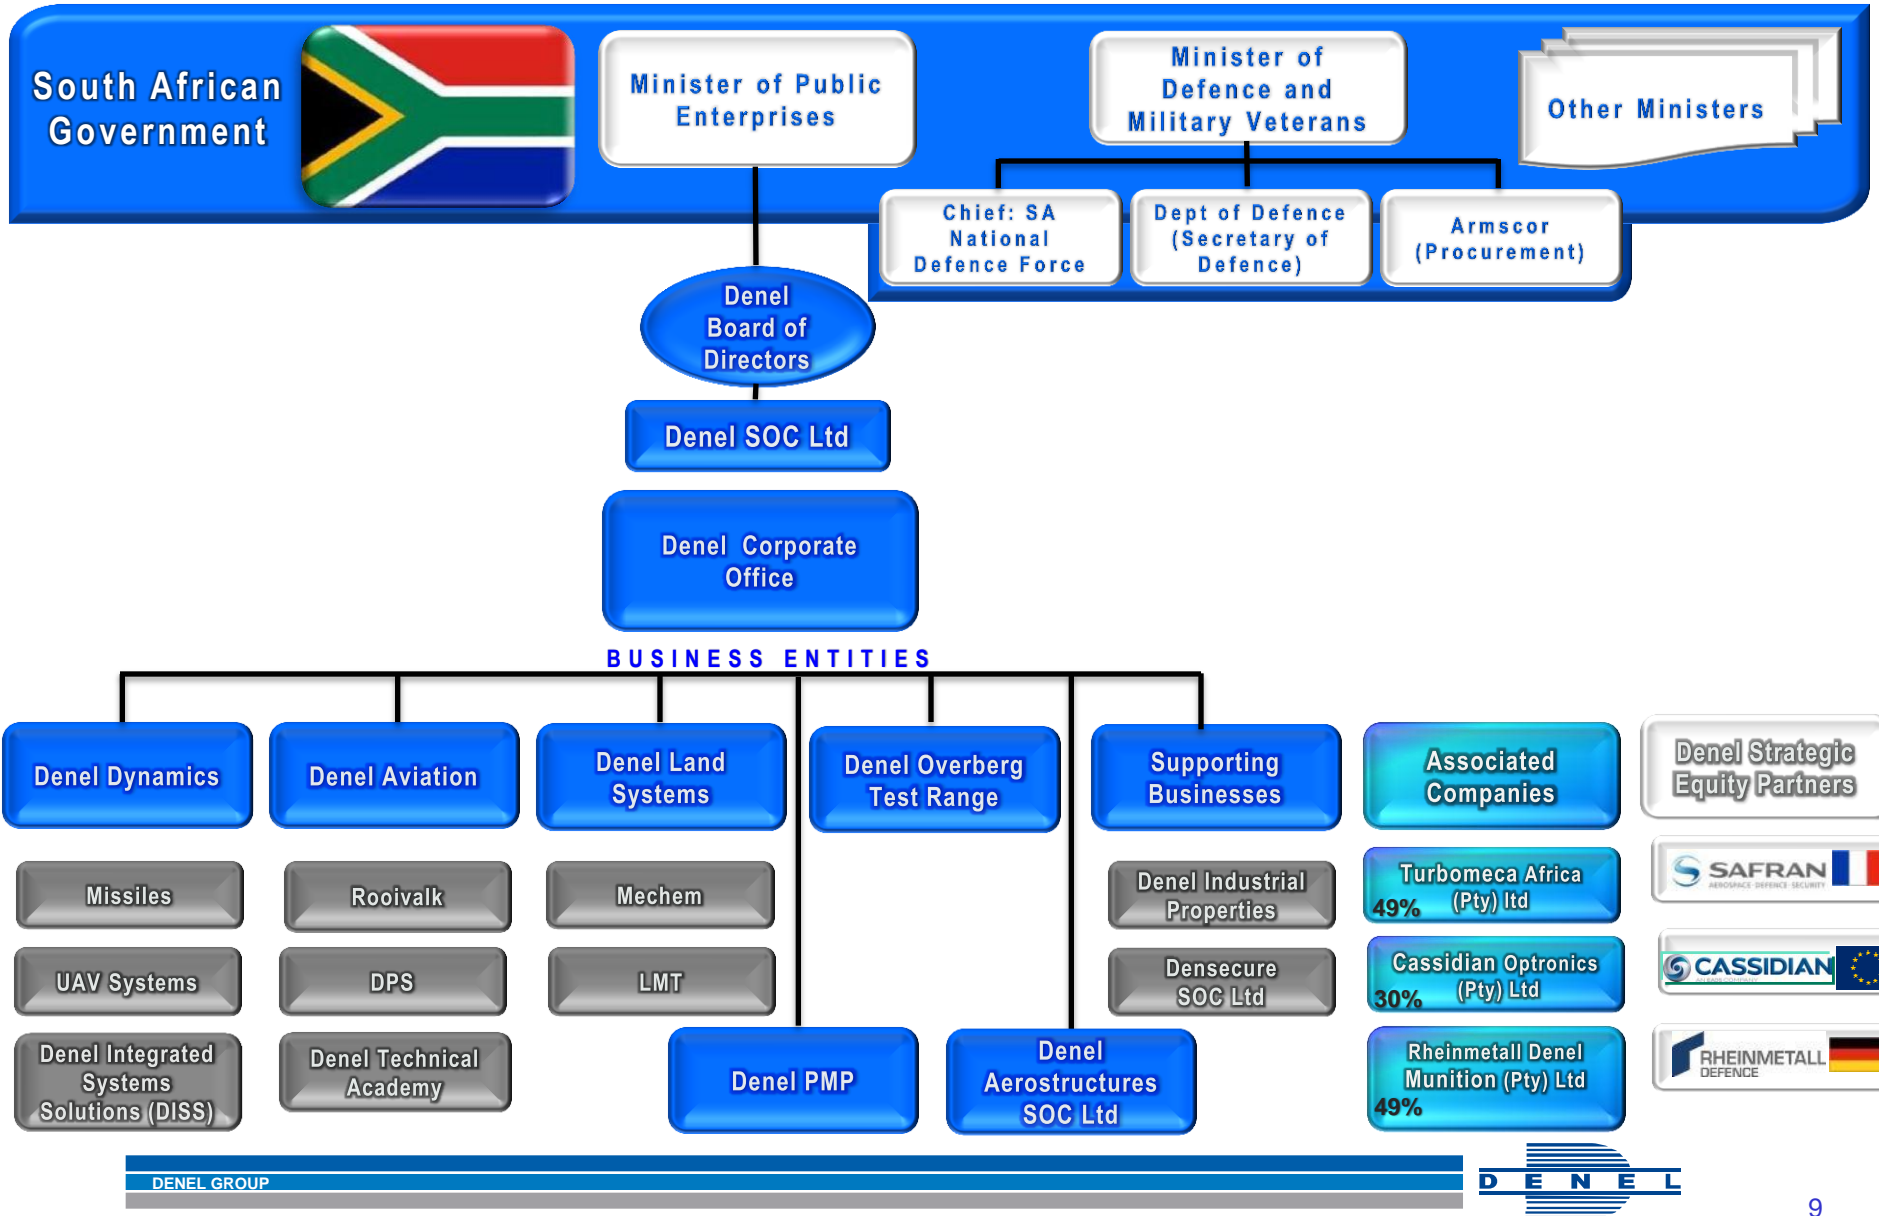 South African
Government
Minister of Public
Enterprises
Minister of
Defence and
Military Veterans
Other Ministers
Chief: SA
National
Defence Force
Dept of Defence
(Secretary of
Defence)
Armscor
(Procurement)
Denel
Board of
Directors
Denel SOC Ltd
Denel Corporate
Office
BUSINESS ENTITIES
Denel Dynamics
Denel Aviation
Denel Land
Systems
Denel Overberg
Test Range
Supporting
Businesses
Associated
Companies
Denel Strategic
Equity Partners
Missiles
Rooivalk
Mechem
Denel Industrial
Properties
Turbomeca Africa
(Pty) ltd
49%
SAFRAN
AEROSPACE·DEFENCE·SECURITY
UAV Systems
DPS
LMT
Densecure
SOC Ltd
Cassidian Optronics
(Pty) Ltd
30%
CASSIDIAN
Denel Integrated
Systems
Solutions (DISS)
Denel Technical
Academy
Denel PMP
Denel
Aerostructures
SOC Ltd
Rheinmetall Denel
Munition (Pty) Ltd
49%
RHEINMETALL
DEFENCE
DENEL GROUP
DENEL
9